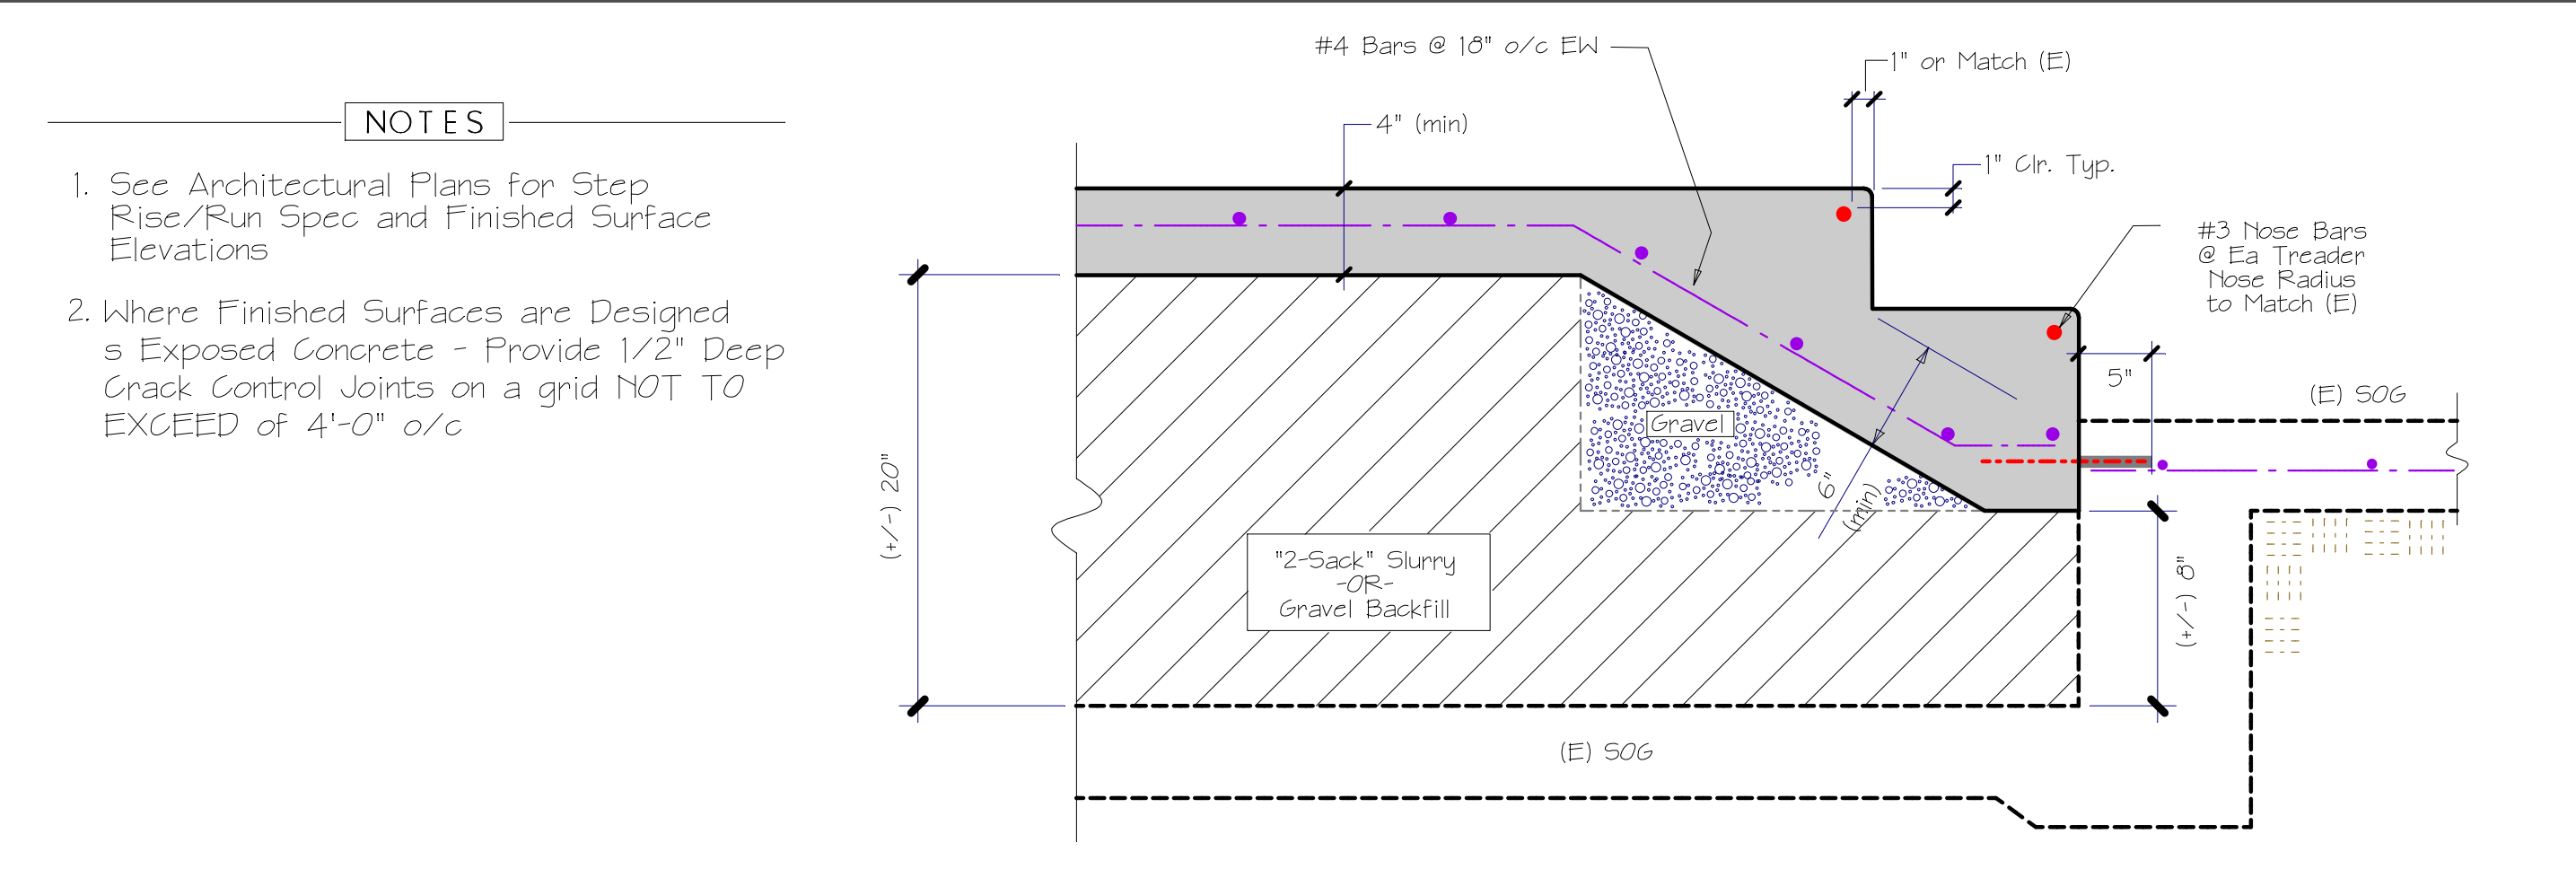 NOTES
1. See Architectural Plans for Step
Rise/Run Spec and Finished Surface
Elevations
2. Where Finished Surfaces are Designed
s Exposed Concrete - Provide 1/2" Deep
Crack Control Joints on a grid NOT TO
EXCEED of 4'-0" o/c
#4 Bars @ 18" o/c EW
1" or Match (E)
4" (min)
1" Clr. Typ.
#3 Nose Bars
@ Ea Treader
Nose Radius
to Match (E)
5"
(E) SOG
Gravel
6"
(min)
(+/-) 20"
"2-Sack" Slurry
-OR-
Gravel Backfill
(+/-) 8"
(E) SOG